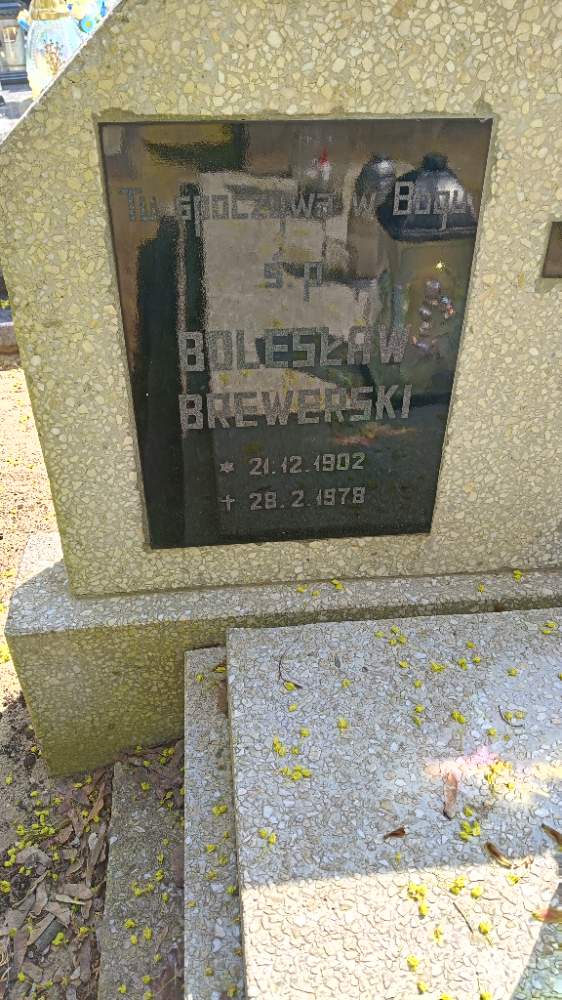 Tu spoczywa w Bogu
ś p
BOLESŁAW
BREWERSKI
* 21.12.1902
† 28.2.1978